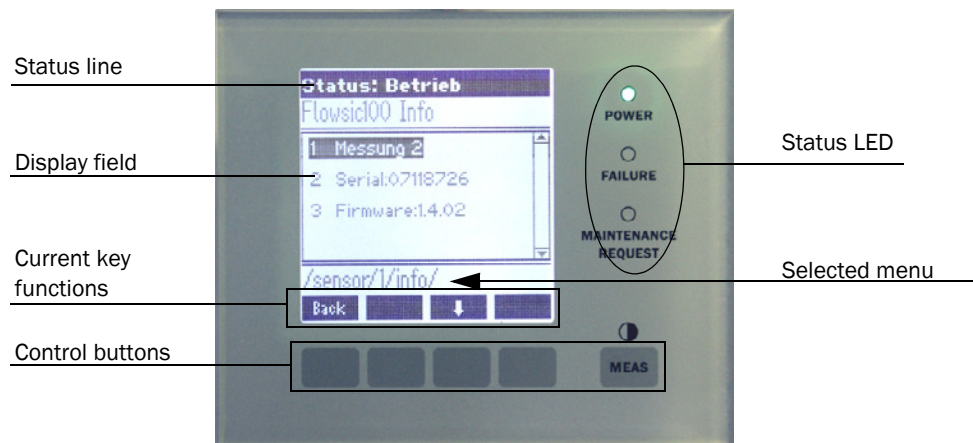 Status line
Display field
Current key
functions
Control buttons
Status: Betrieb
Flowsic100 Info
1 Messung 2
2 Serial:07118726
3 Firmware:1.4.02
/sensor/1/info/
Back
POWER
FAILURE
MAINTENANCE
REQUEST
MEAS
Status LED
Selected menu